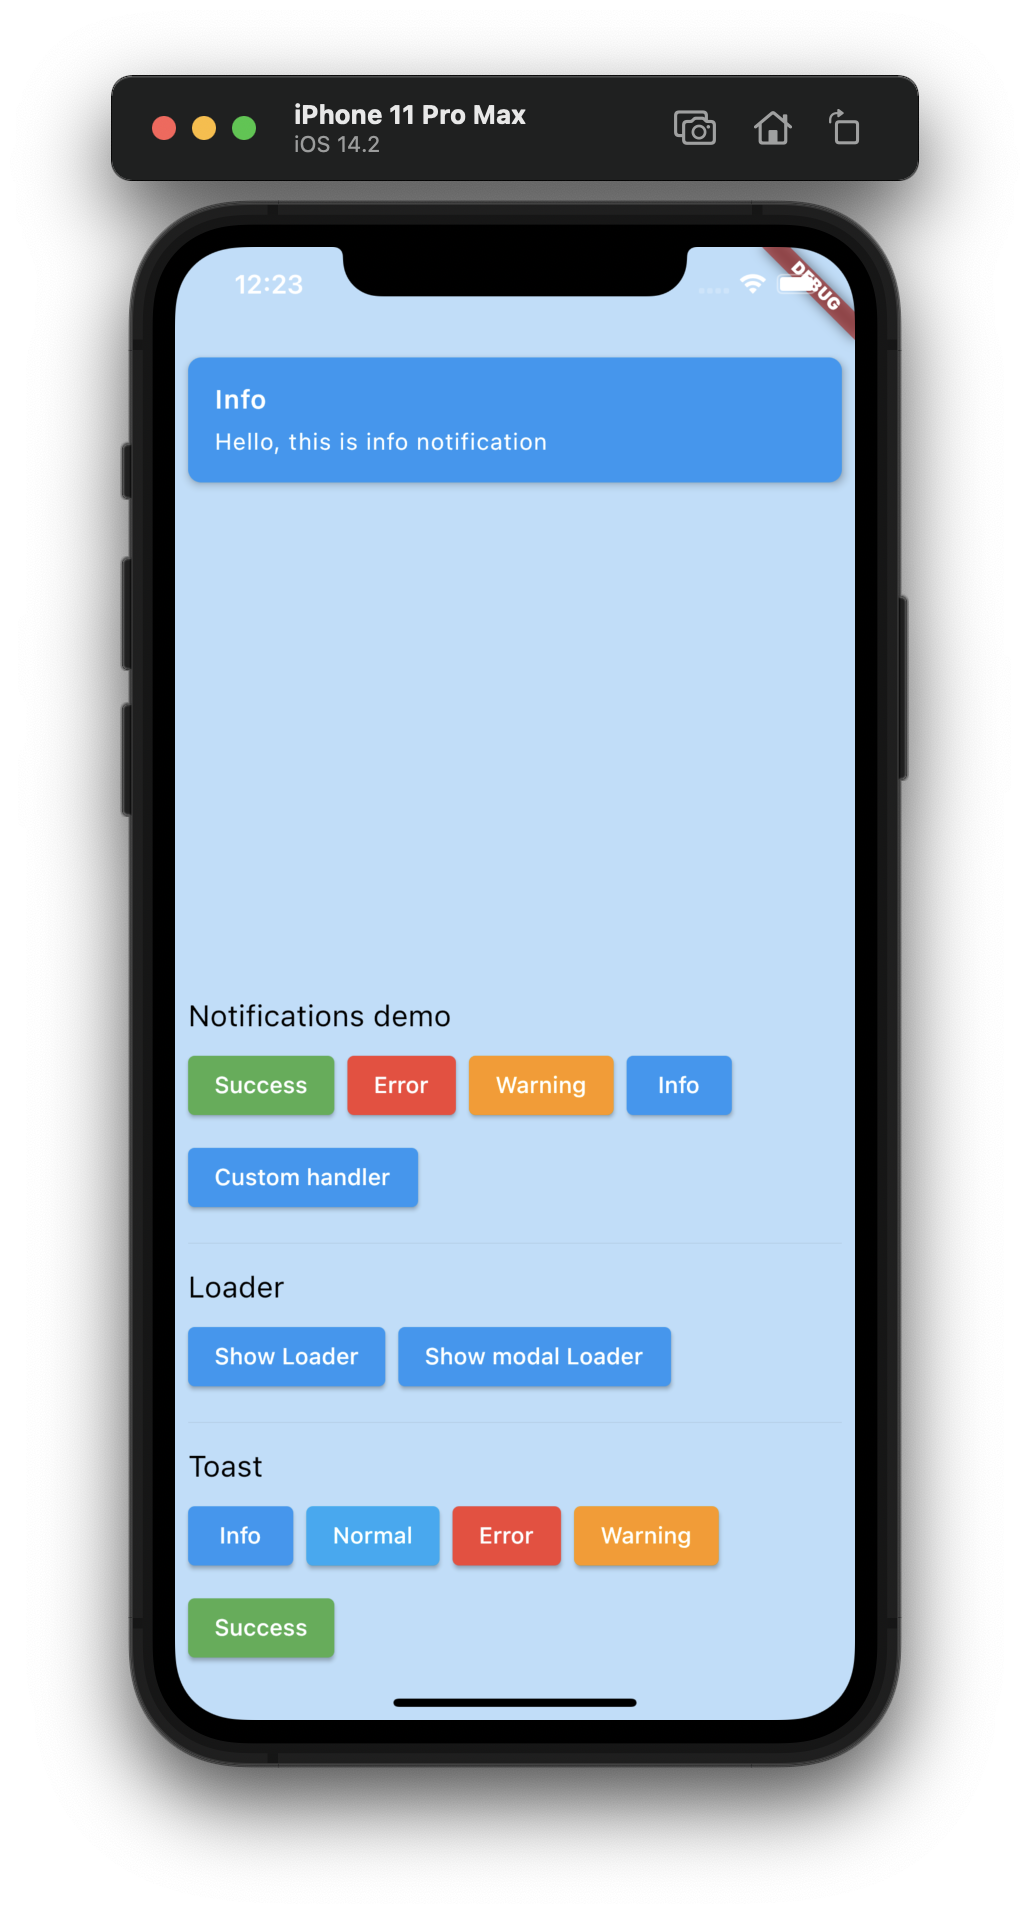 iPhone 11 Pro Max
iOS 14.2
12:23
DEBUG
Info
Hello, this is info notification
Notifications demo
Success Error Warning Info
Custom handler
Loader
Show Loader Show modal Loader
Toast
Info Normal Error Warning
Success